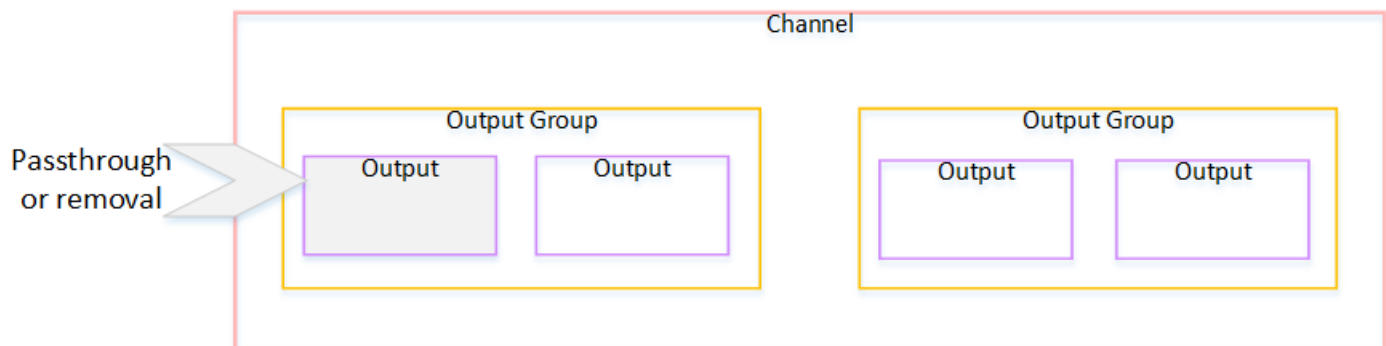 Channel
Output Group
Output Group
Passthrough
or removal
Output
Output
Output
Output